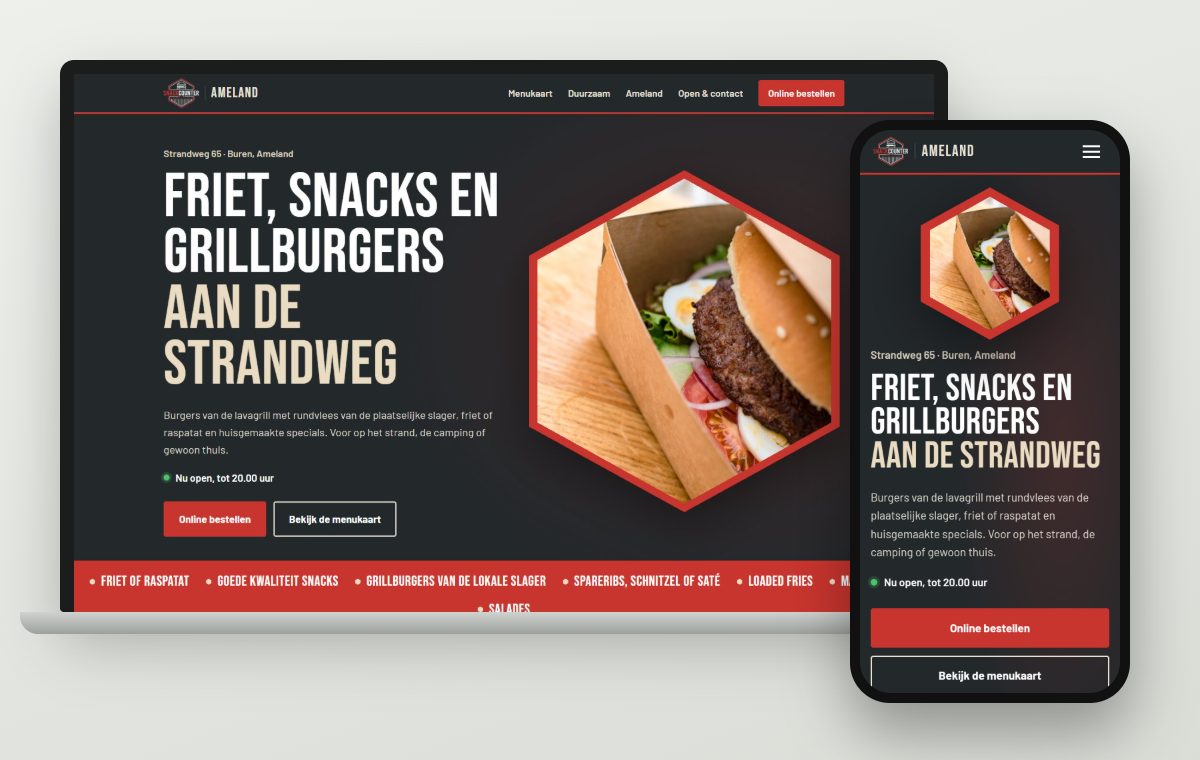 SNACKCOUNTER AMELAND
Menukaart Duurzaam Ameland Open & contact Online bestellen
Strandweg 65 · Buren, Ameland
FRIET, SNACKS EN
GRILLBURGERS
AAN DE
STRANDWEG
Burgers van de lavagrill met rundvlees van de plaatselijke slager, friet of
raspatat en huisgemaakte specials. Voor op het strand, de camping of
gewoon thuis.
Nu open, tot 20.00 uur
Online bestellen Bekijk de menukaart
FRIET OF RASPATAT GOEDE KWALITEIT SNACKS GRILLBURGERS VAN DE LOKALE SLAGER SPARERIBS, SCHNITZEL OF SATÉ LOADED FRIES
SALADES
SNACKCOUNTER AMELAND
Strandweg 65 · Buren, Ameland
FRIET, SNACKS EN
GRILLBURGERS
AAN DE STRANDWEG
Burgers van de lavagrill met rundvlees van de
plaatselijke slager, friet of raspatat en
huisgemaakte specials. Voor op het strand, de
camping of gewoon thuis.
Nu open, tot 20.00 uur
Online bestellen
Bekijk de menukaart